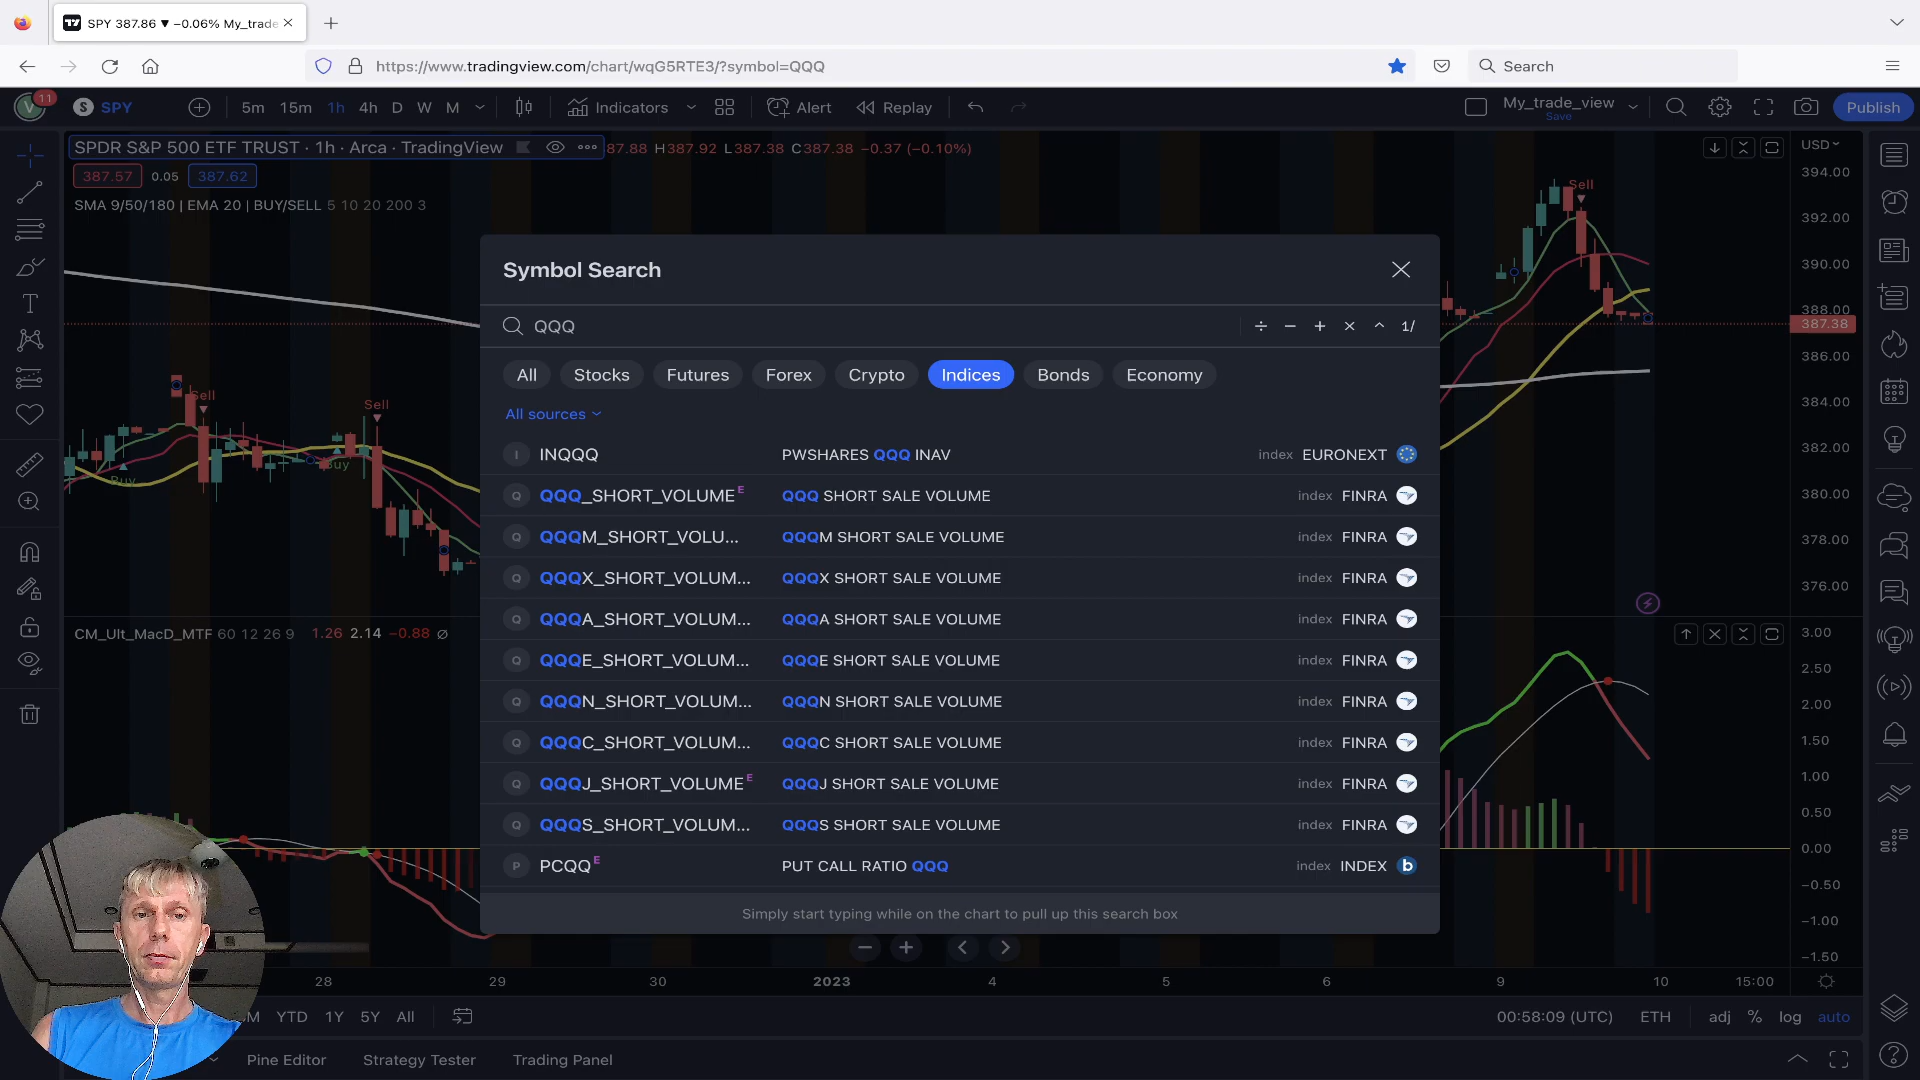 SPY 387.86 ▼ −0.06% My_trade
https://www.tradingview.com/chart/wqG5RTE3/?symbol=QQQ
Search
V 11 S SPY 5m 15m 1h 4h D W M Indicators Alert Replay My_trade_view Save Publish
SPDR S&P 500 ETF TRUST · 1h · Arca · TradingView 87.88 H387.92 L387.38 C387.38 −0.37 (−0.10%)
USD
387.57 0.05 387.62
SMA 9/50/180 | EMA 20 | BUY/SELL 5 10 20 200 3
394.00
392.00
390.00
388.00
387.38
386.00
384.00
382.00
380.00
378.00
376.00
Sell
Sell
Sell
Buy
Buy
Symbol Search
QQQ
÷ − + × ^ 1/
All Stocks Futures Forex Crypto Indices Bonds Economy
All sources
I INQQQ PWSHARES QQQ INAV index EURONEXT
Q QQQ_SHORT_VOLUME E QQQ SHORT SALE VOLUME index FINRA
Q QQQM_SHORT_VOLU... QQQM SHORT SALE VOLUME index FINRA
Q QQQX_SHORT_VOLUM... QQQX SHORT SALE VOLUME index FINRA
Q QQQA_SHORT_VOLUM... QQQA SHORT SALE VOLUME index FINRA
Q QQQE_SHORT_VOLUM... QQQE SHORT SALE VOLUME index FINRA
Q QQQN_SHORT_VOLUM... QQQN SHORT SALE VOLUME index FINRA
Q QQQC_SHORT_VOLUM... QQQC SHORT SALE VOLUME index FINRA
Q QQQJ_SHORT_VOLUME E QQQJ SHORT SALE VOLUME index FINRA
Q QQQS_SHORT_VOLUM... QQQS SHORT SALE VOLUME index FINRA
P PCQQ E PUT CALL RATIO QQQ index INDEX b
Simply start typing while on the chart to pull up this search box
CM_Ult_MacD_MTF 60 12 26 9 1.26 2.14 −0.88 ∅
3.00
2.50
2.00
1.50
1.00
0.50
0.00
−0.50
−1.00
−1.50
28 29 30 2023 4 5 6 9 10 15:00
M YTD 1Y 5Y All
00:58:09 (UTC) ETH adj % log auto
Pine Editor Strategy Tester Trading Panel